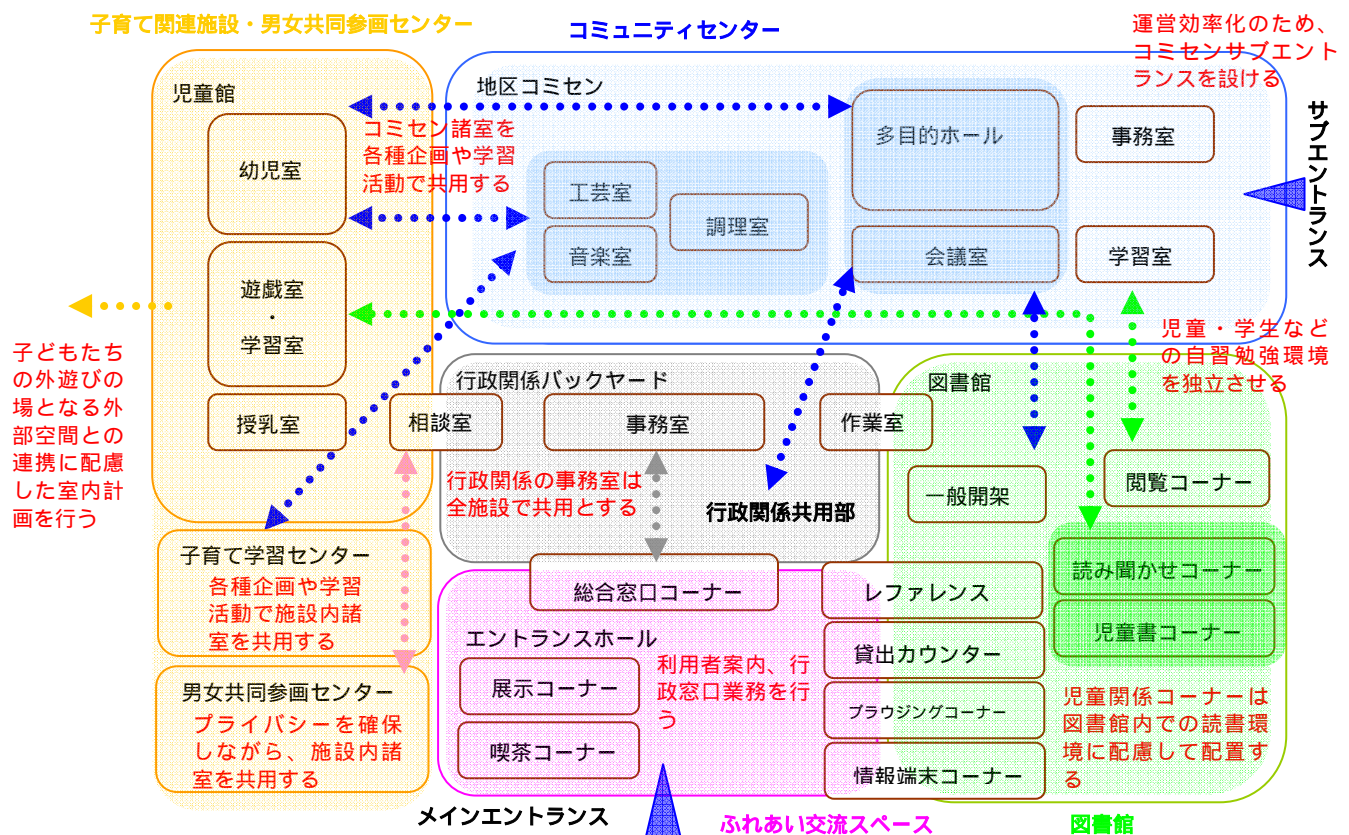 子育て関連施設・男女共同参画センター
コミュニティセンター
運営効率化のため、
コミセンサブエント
ランスを設ける
児童館
地区コミセン
サブエントランス
幼児室
コミセン諸室を
各種企画や学習
活動で共用する
多目的ホール
事務室
工芸室
調理室
音楽室
会議室
学習室
遊戯室
・
学習室
児童・学生など
の自習勉強環境
を独立させる
子どもたち
の外遊びの
場となる外
部空間との
連携に配慮
した室内計
画を行う
行政関係バックヤード
図書館
授乳室
相談室
事務室
作業室
行政関係の事務室は
全施設で共用とする
行政関係共用部
一般開架
閲覧コーナー
子育て学習センター
各種企画や学習
活動で施設内諸
室を共用する
読み聞かせコーナー
児童書コーナー
総合窓口コーナー
レファレンス
エントランスホール
貸出カウンター
展示コーナー
利用者案内、行
政窓口業務を行
う
ブラウジングコーナー
喫茶コーナー
情報端末コーナー
男女共同参画センター
プライバシーを確保
しながら、施設内諸
室を共用する
児童関係コーナーは
図書館内での読書環
境に配慮して配置す
る
メインエントランス
ふれあい交流スペース
図書館